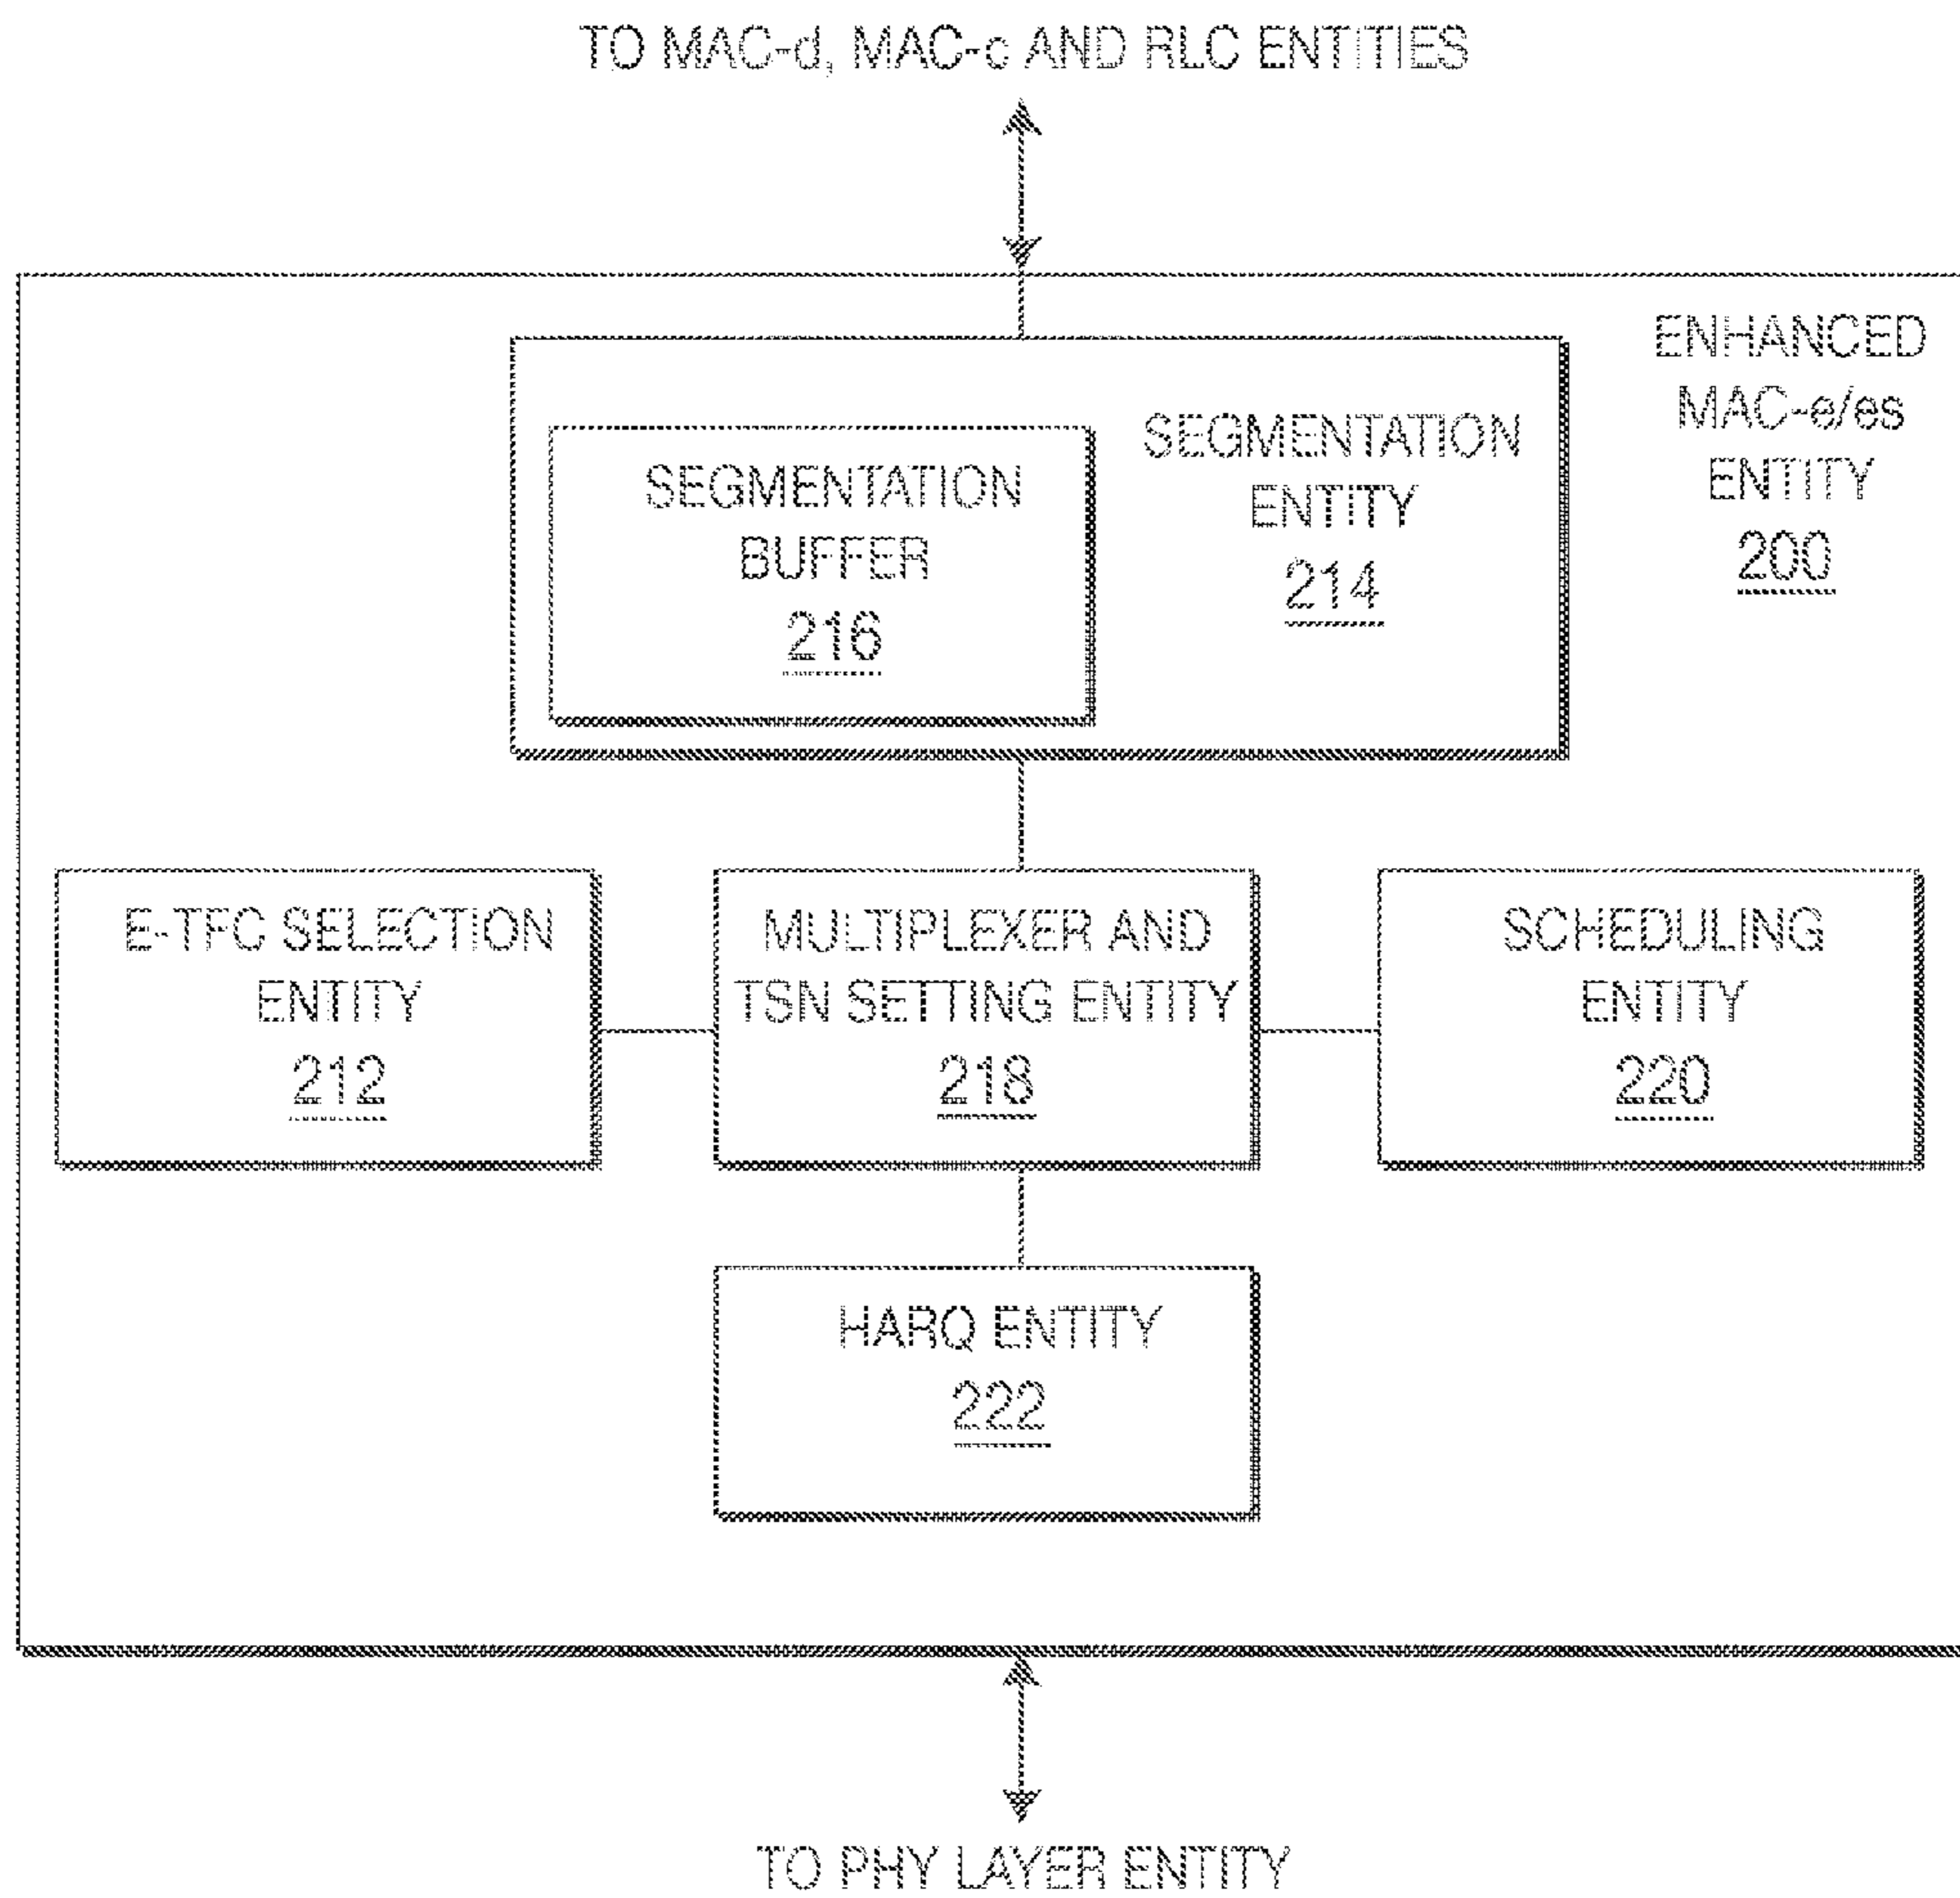 TO MAC-d, MAC-c AND RLC ENTITIES
ENHANCED
MAC-e/es
ENTITY
200
SEGMENTATION
ENTITY
214
SEGMENTATION
BUFFER
216
E-TFC SELECTION
ENTITY
212
MULTIPLEXER AND
TSN SETTING ENTITY
218
SCHEDULING
ENTITY
220
HARQ ENTITY
222
TO PHY LAYER ENTITY